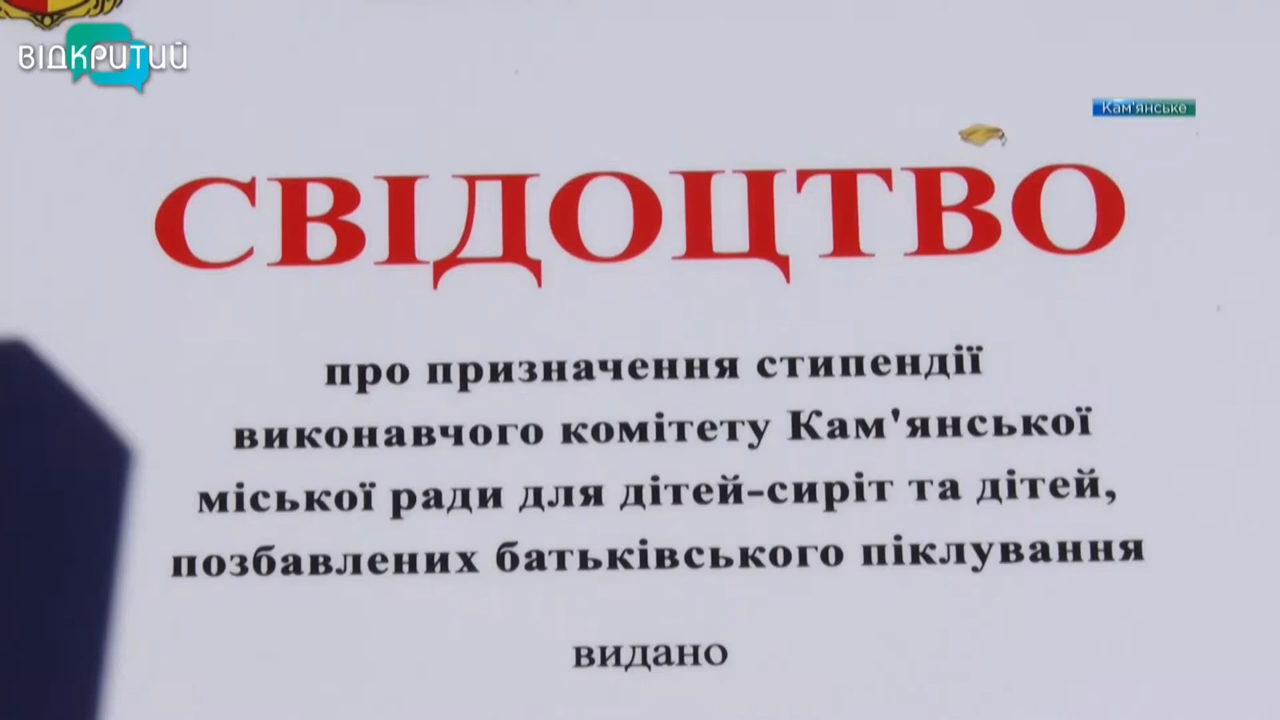 ВІДКРИТИЙ
Кам'янське
СВІДОЦТВО
про призначення стипендії
виконавчого комітету Кам'янської
міської ради для дітей-сиріт та дітей,
позбавлених батьківського піклування
видано